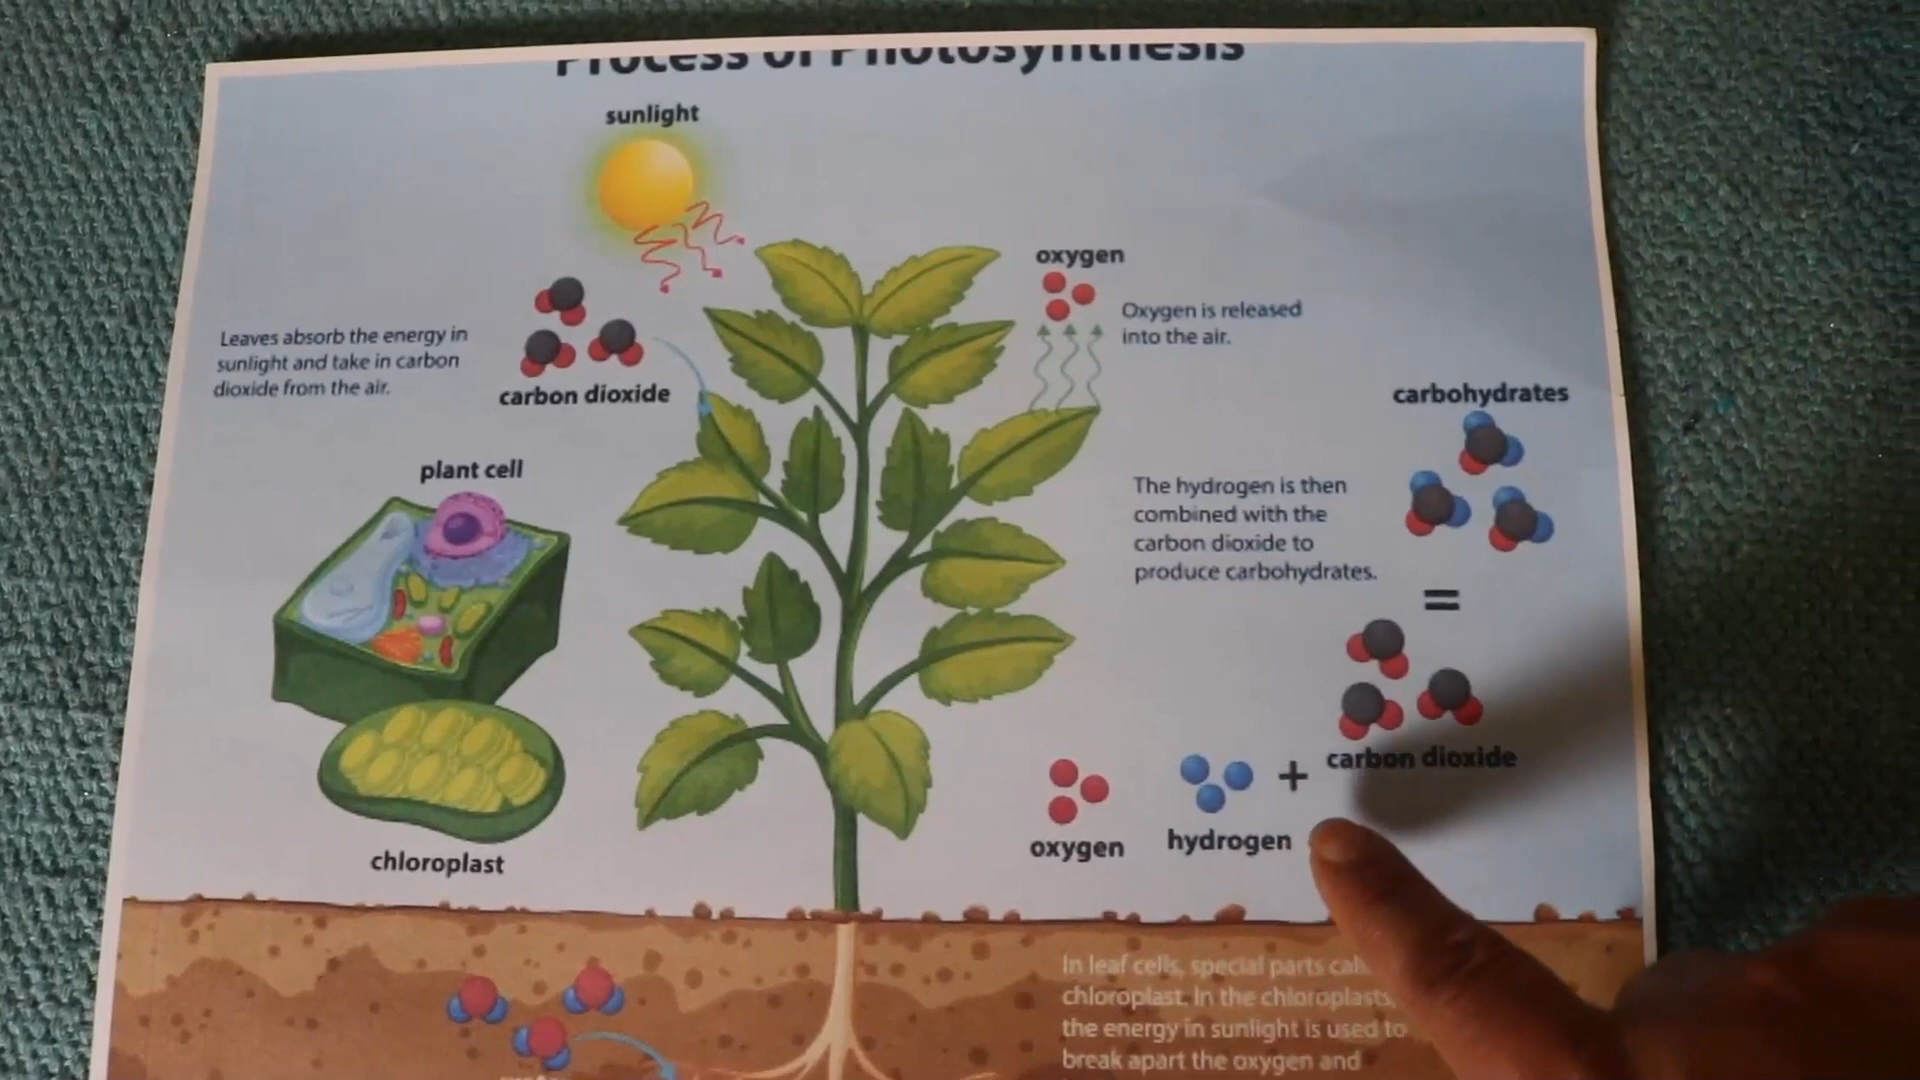 Process of Photosynthesis
sunlight
oxygen
Oxygen is released
into the air.
Leaves absorb the energy in
sunlight and take in carbon
dioxide from the air.
carbon dioxide
carbohydrates
plant cell
The hydrogen is then
combined with the
carbon dioxide to
produce carbohydrates.
=
carbon dioxide
+
oxygen
hydrogen
chloroplast
In leaf cells, special parts
chloroplast. In the chloroplasts,
the energy in sunlight is used to
break apart the oxygen and